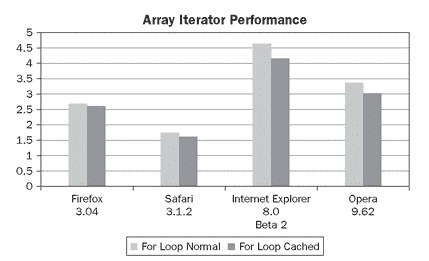 Array Iterator Performance
5
4.5
4
3.5
3
2.5
2
1.5
1
0.5
0
Firefox Safari Internet Explorer Opera
3.04 3.1.2 8.0 9.62
Beta 2
For Loop Normal For Loop Cached